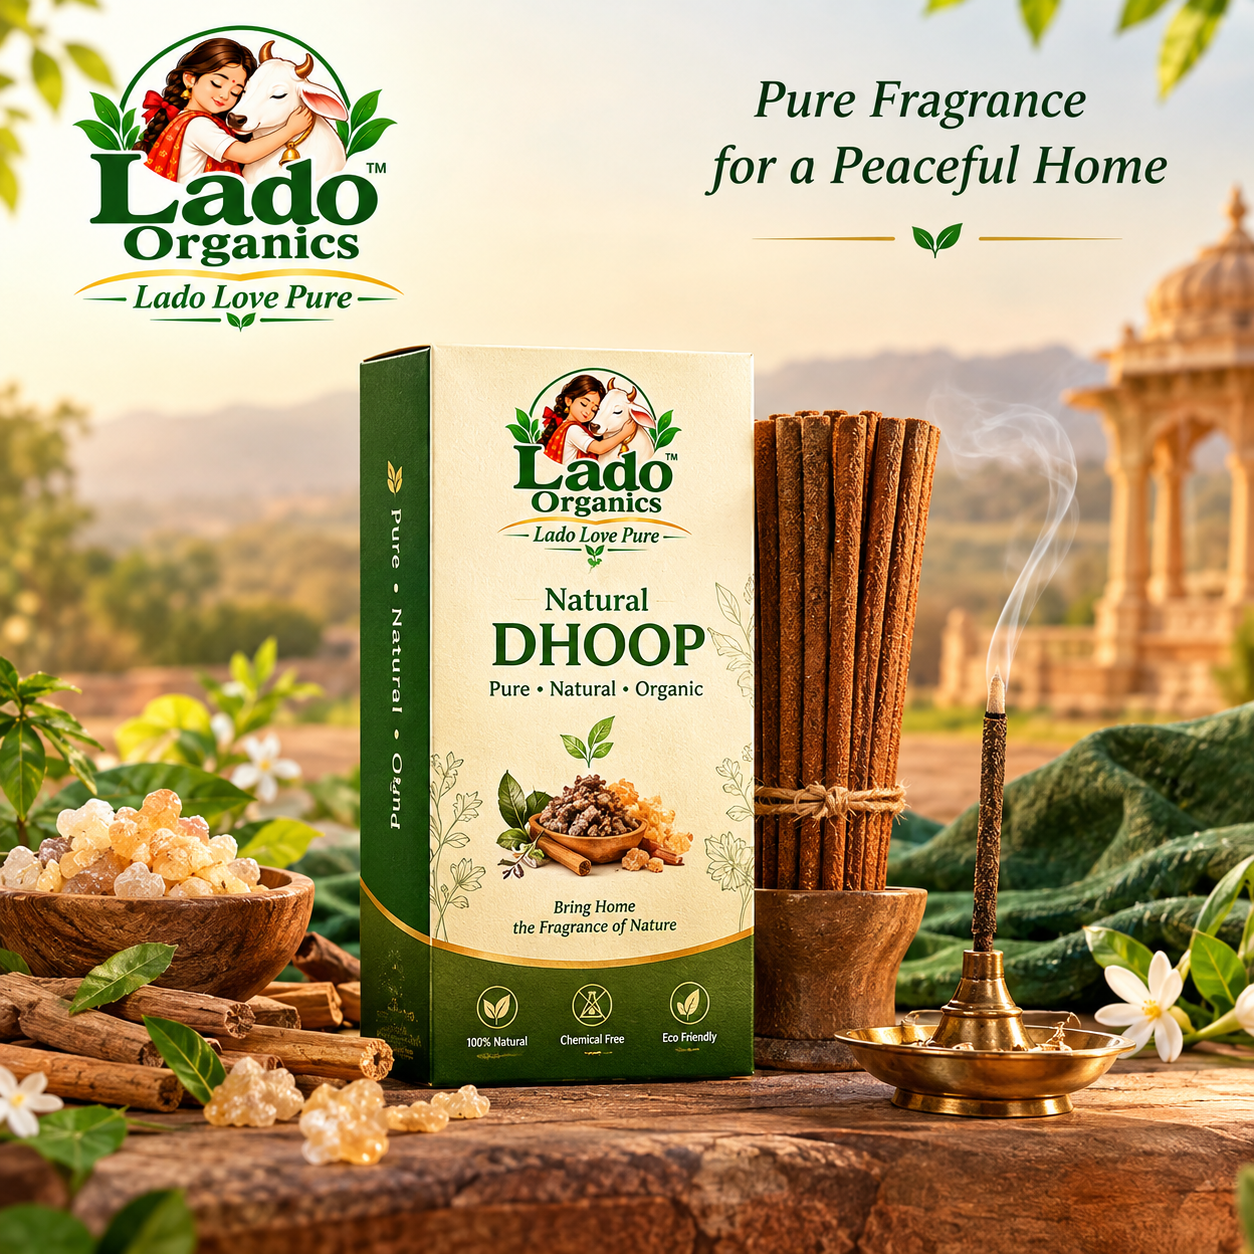 Lado™
Organics
Lado Love Pure
Pure Fragrance
for a Peaceful Home
Lado™
Organics
Lado Love Pure
Natural
DHOOP
Pure • Natural • Organic
Bring Home
the Fragrance of Nature
100% Natural
Chemical Free
Eco Friendly
Pure • Natural •